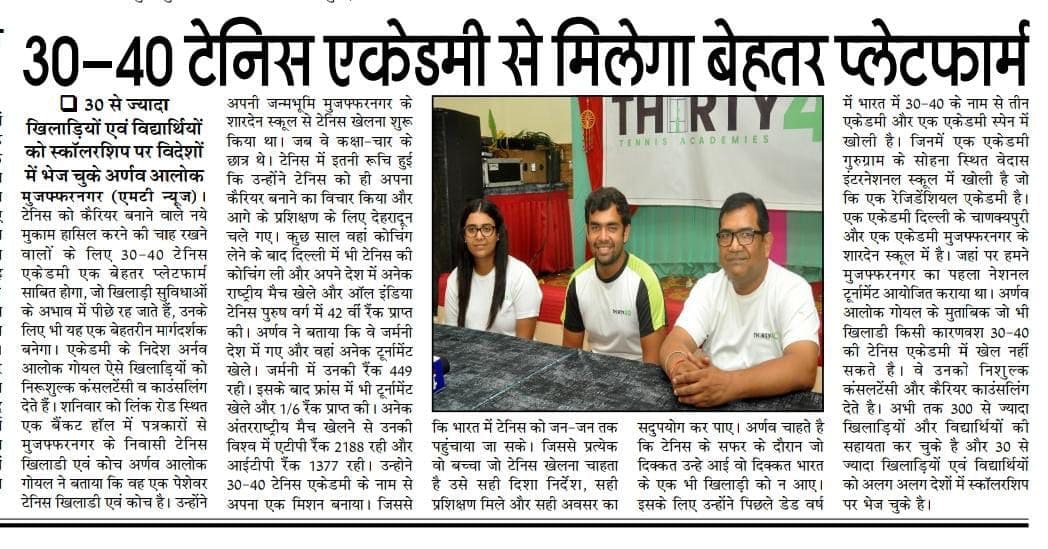 30-40 टेनिस एकेडमी से मिलेगा बेहतर प्लेटफार्म
❑ 30 से ज्यादा
खिलाड़ियों एवं विद्यार्थियों
को स्कॉलरशिप पर विदेशों
में भेज चुके अर्णव आलोक
मुजफ्फरनगर (एमटी न्यूज)।
टेनिस को कैरियर बनाने वाले नये
मुकाम हासिल करने की चाह रखने
वालों के लिए 30-40 टेनिस
एकेडमी एक बेहतर प्लेटफार्म
साबित होगा, जो खिलाड़ी सुविधाओं
के अभाव में पीछे रह जाते हैं, उनके
लिए भी यह एक बेहतरीन मार्गदर्शक
बनेगा। एकेडमी के निदेश अर्नव
आलोक गोयल ऐसे खिलाड़ियों को
निरूशुल्क कंसलटेंसी व काउंसलिंग
देते हैं। शनिवार को लिंक रोड स्थित
एक बैंकट हॉल में पत्रकारों से
मुजफ्फरनगर के निवासी टेनिस
खिलाडी एवं कोच अर्णव आलोक
गोयल ने बताया कि वह एक पेशेवर
टेनिस खिलाडी एवं कोच है। उन्होंने
अपनी जन्मभूमि मुजफ्फरनगर के
शारदेन स्कूल से टेनिस खेलना शुरू
किया था। जब वे कक्षा-चार के
छात्र थे। टेनिस में इतनी रूचि हुई
कि उन्होंने टेनिस को ही अपना
कैरियर बनाने का विचार किया और
आगे के प्रशिक्षण के लिए देहरादून
चले गए। कुछ साल वहां कोचिंग
लेने के बाद दिल्ली में भी टेनिस की
कोचिंग ली और अपने देश में अनेक
राष्ट्रीय मैच खेले और ऑल इंडिया
टेनिस पुरुष वर्ग में 42 वीं रैंक प्राप्त
की। अर्णव ने बताया कि वे जर्मनी
देश में गए और वहां अनेक टूर्नामेंट
खेले। जर्मनी में उनकी रैंक 449
रही। इसके बाद फ्रांस में भी टूर्नामेंट
खेले और 1/6 रैंक प्राप्त की। अनेक
अंतरराष्ट्रीय मैच खेलने से उनकी
विश्व में एटीपी रैंक 2188 रही और
आईटीपी रैंक 1377 रही। उन्होने
30-40 टेनिस एकेडमी के नाम से
अपना एक मिशन बनाया। जिससे
THIRTY4
TENNIS ACADEMIES
THIRTY40
THIRTY40
कि भारत में टेनिस को जन-जन तक
पहुंचाया जा सके। जिससे प्रत्येक
वो बच्चा जो टेनिस खेलना चाहता
है उसे सही दिशा निर्देश, सही
प्रशिक्षण मिले और सही अवसर का
सदुपयोग कर पाए। अर्णव चाहते है
कि टेनिस के सफर के दौरान जो
दिक्कत उन्हे आई वो दिक्कत भारत
के एक भी खिलाड़ी को न आए।
इसके लिए उन्होंने पिछले डेड वर्ष
में भारत में 30-40 के नाम से तीन
एकेडमी और एक एकेडमी स्पेन में
खोली है। जिनमें एक एकेडमी
गुरुग्राम के सोहना स्थित वेदास
इंटरनेशनल स्कूल में खोली है जो
कि एक रेजिडेंशियल एकेडमी है।
एक एकेडमी दिल्ली के चाणक्यपुरी
और एक एकेडमी मुजफ्फरनगर के
शारदेन स्कूल में है। जहां पर हमने
मुजफ्फरनगर का पहला नेशनल
टूर्नामेंट आयोजित कराया था। अर्णव
आलोक गोयल के मुताबिक जो भी
खिलाडी किसी कारणवश 30-40
की टेनिस एकेडमी में खेल नहीं
सकते है। वे उनको निशुल्क
कंसलटेंसी और कैरियर काउंसलिंग
देते है। अभी तक 300 से ज्यादा
खिलाड़ियों और विद्यार्थियों की
सहायता कर चुके है और 30 से
ज्यादा खिलाड़ियों एवं विद्यार्थियों
को अलग अलग देशों में स्कॉलरशिप
पर भेज चुके है।